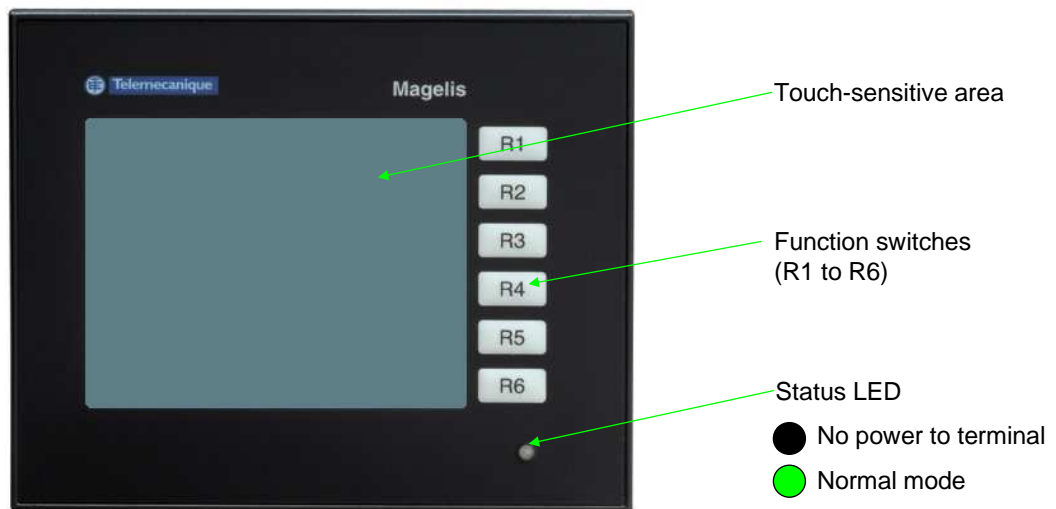 Telemecanique
Magelis
Touch-sensitive area
R1
R2
R3
Function switches
(R1 to R6)
R4
R5
R6
Status LED
No power to terminal
Normal mode